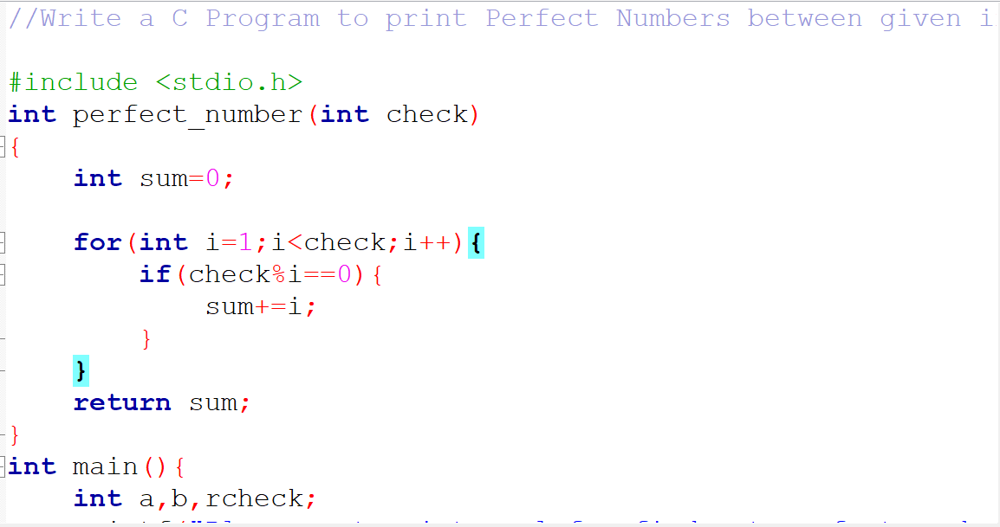 //Write a C Program to print Perfect Numbers between given i
#include <stdio.h>
int perfect_number(int check)
{
int sum=0;
for(int i=1;i<check;i++){
if(check%i==0){
sum+=i;
}
}
return sum;
}
int main(){
int a,b,rcheck;